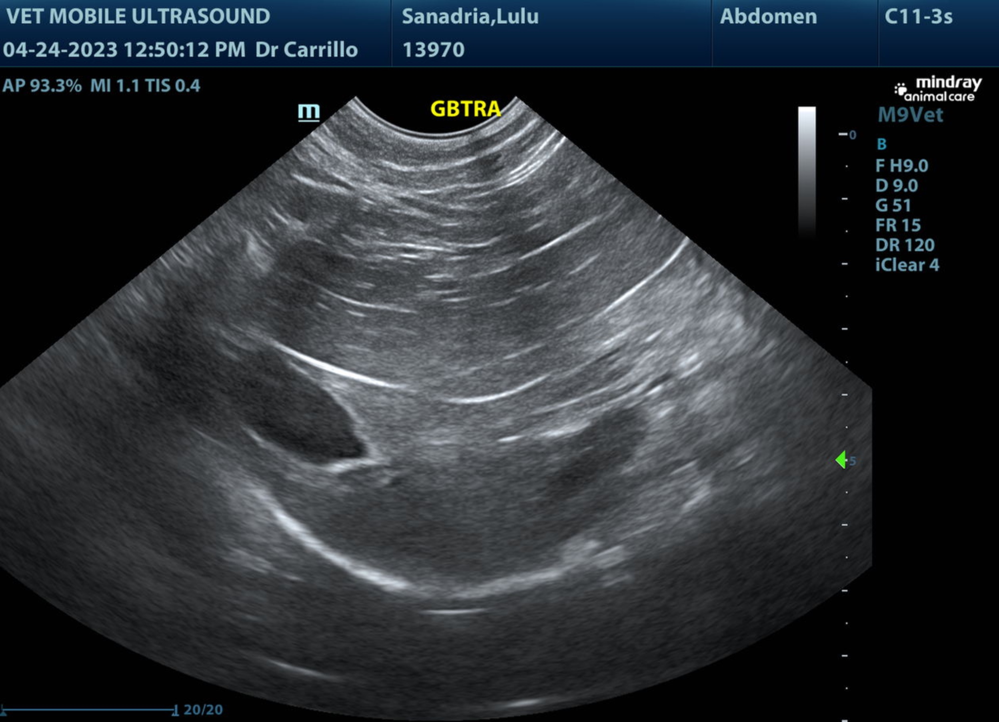 VET MOBILE ULTRASOUND
04-24-2023 12:50:12 PM Dr Carrillo
Sanadria,Lulu
13970
Abdomen
C11-3s
AP 93.3% MI 1.1 TIS 0.4
m
GBTRA
mindray
animalcare
M9Vet
B
F H9.0
D 9.0
G 51
FR 15
DR 120
iClear 4
0
5
1 20/20